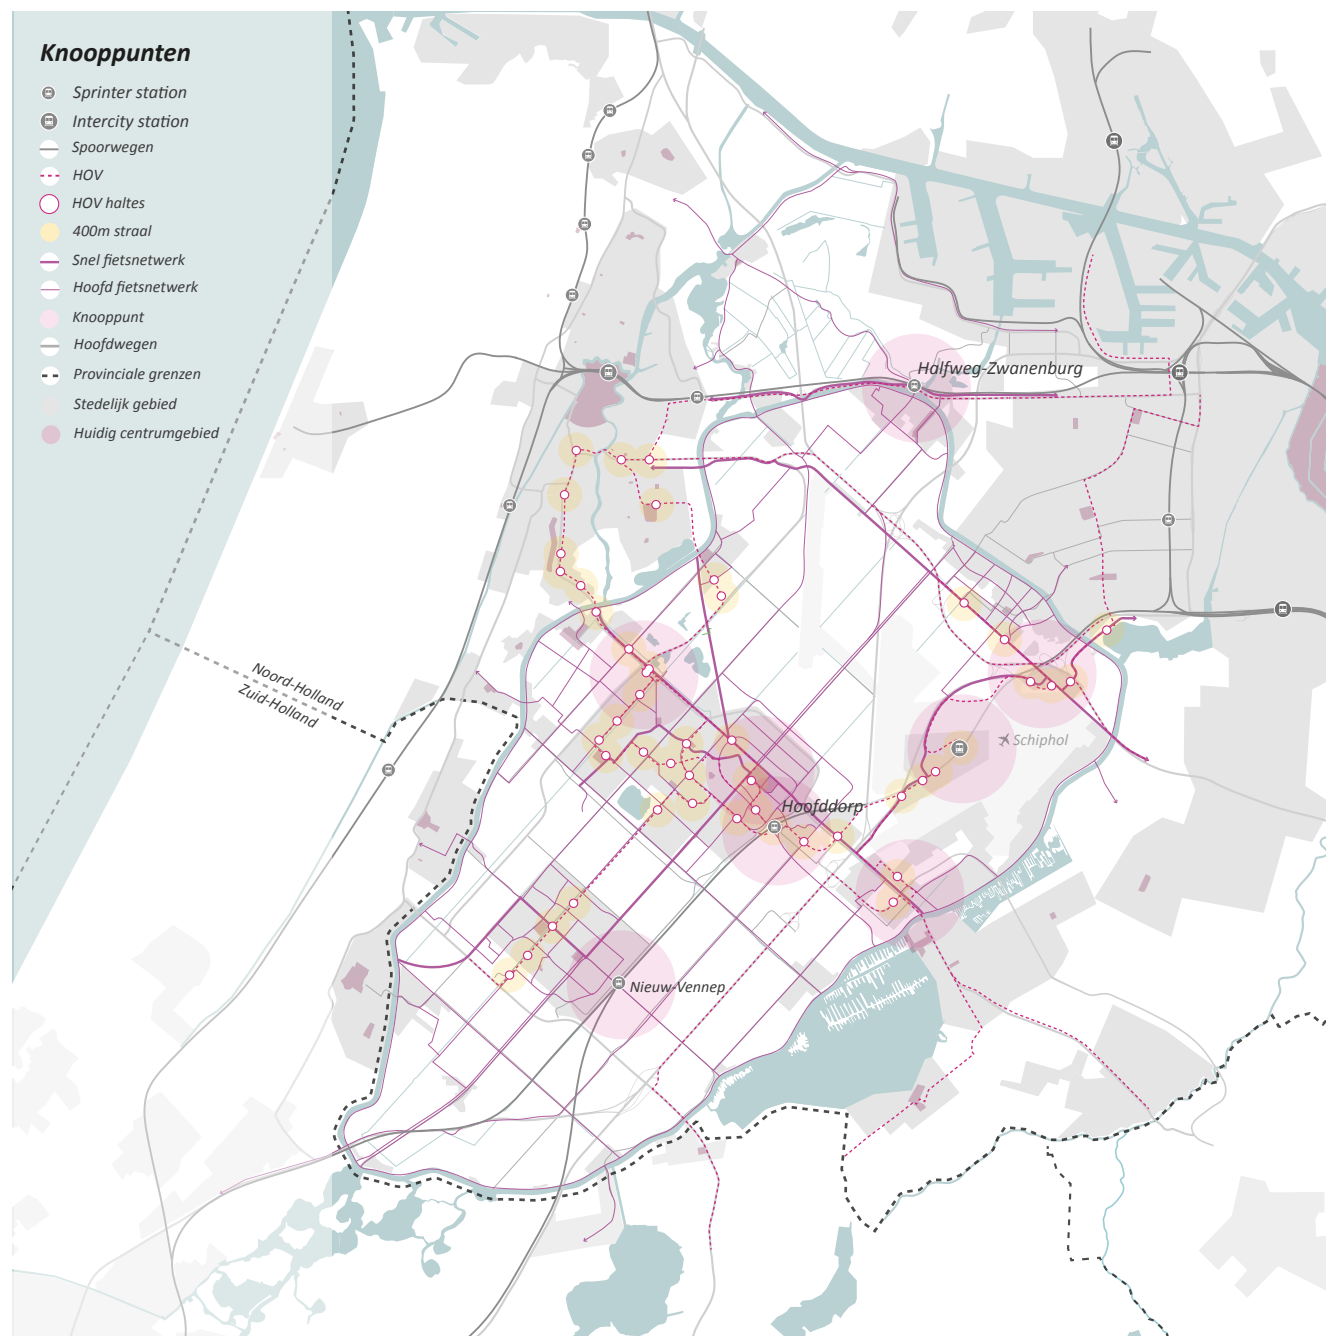 Knooppunten
Sprinter station
Intercity station
Spoorwegen
HOV
HOV haltes
400m straal
Snel fietsnetwerk
Hoofd fietsnetwerk
Knooppunt
Hoofdwegen
Provinciale grenzen
Stedelijk gebied
Huidig centrumgebied
Halfweg-Zwanenburg
Noord-Holland
Zuid-Holland
Schiphol
Hoofddorp
Nieuw-Vennep